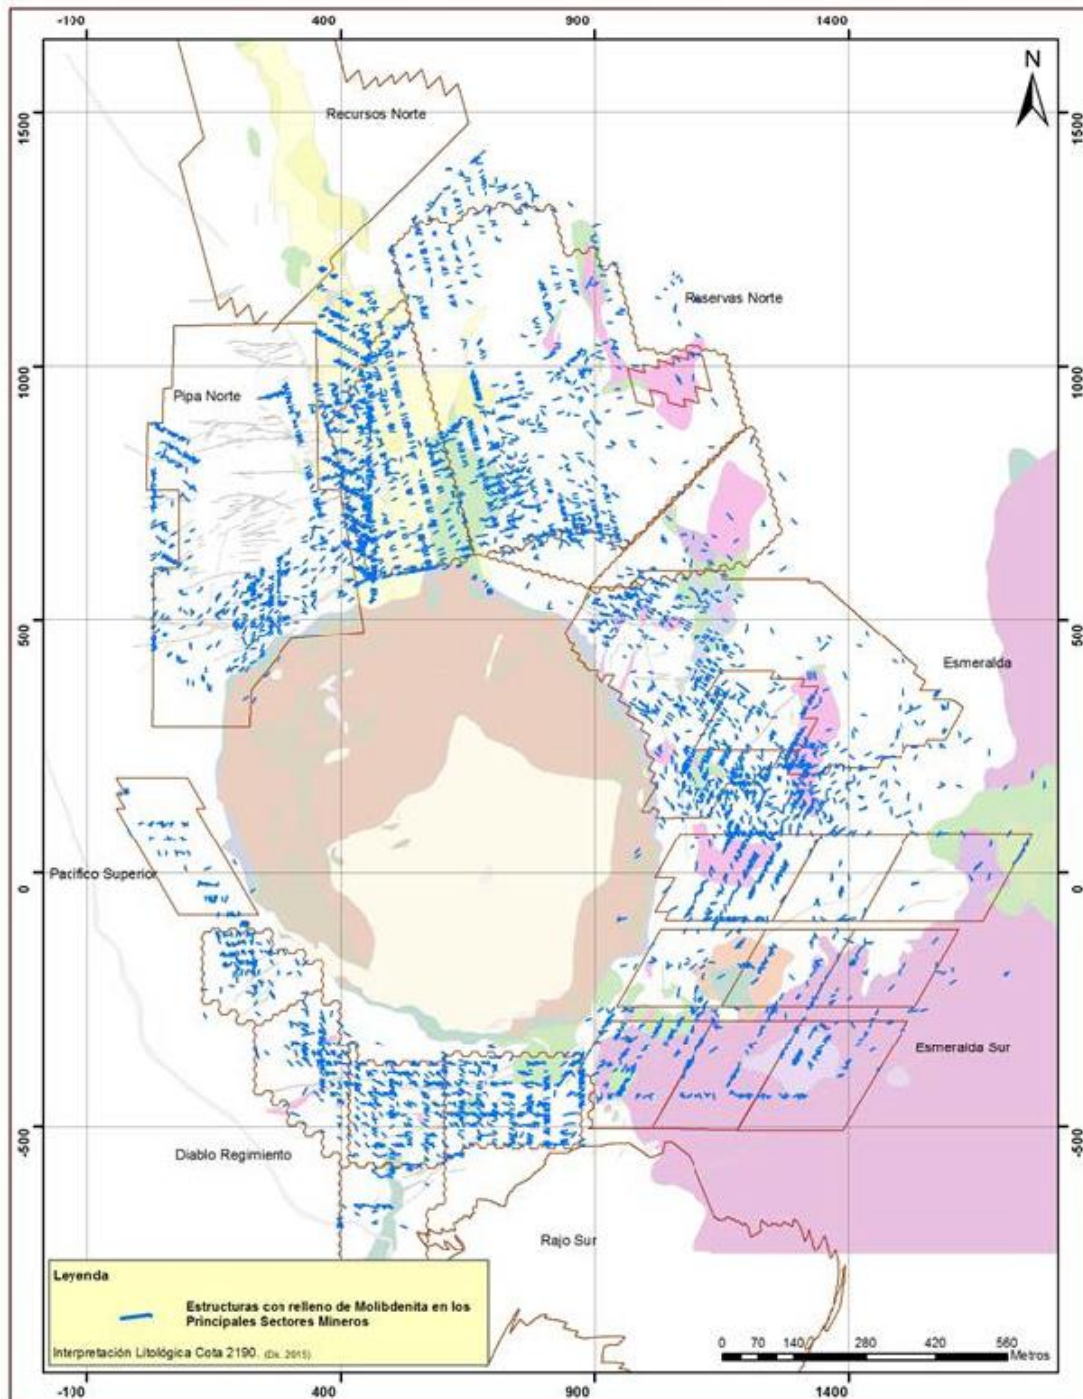 -100 400 900 1400
N
1500 1500
Recursos Norte
Reservas Norte
1000 1000
Pipa Norte
500 500
Esmeralda
0 0
Pacifico Superior
Esmeralda Sur
-500 -500
Diablo Regimiento
Rajo Sur
Leyenda
Estructuras con relleno de Molibdenita en los
Principales Sectores Mineros
Interpretación Litológica Cota 2190. (Dic. 2015)
0 70 140 280 420 560
Metros
-100 400 900 1400